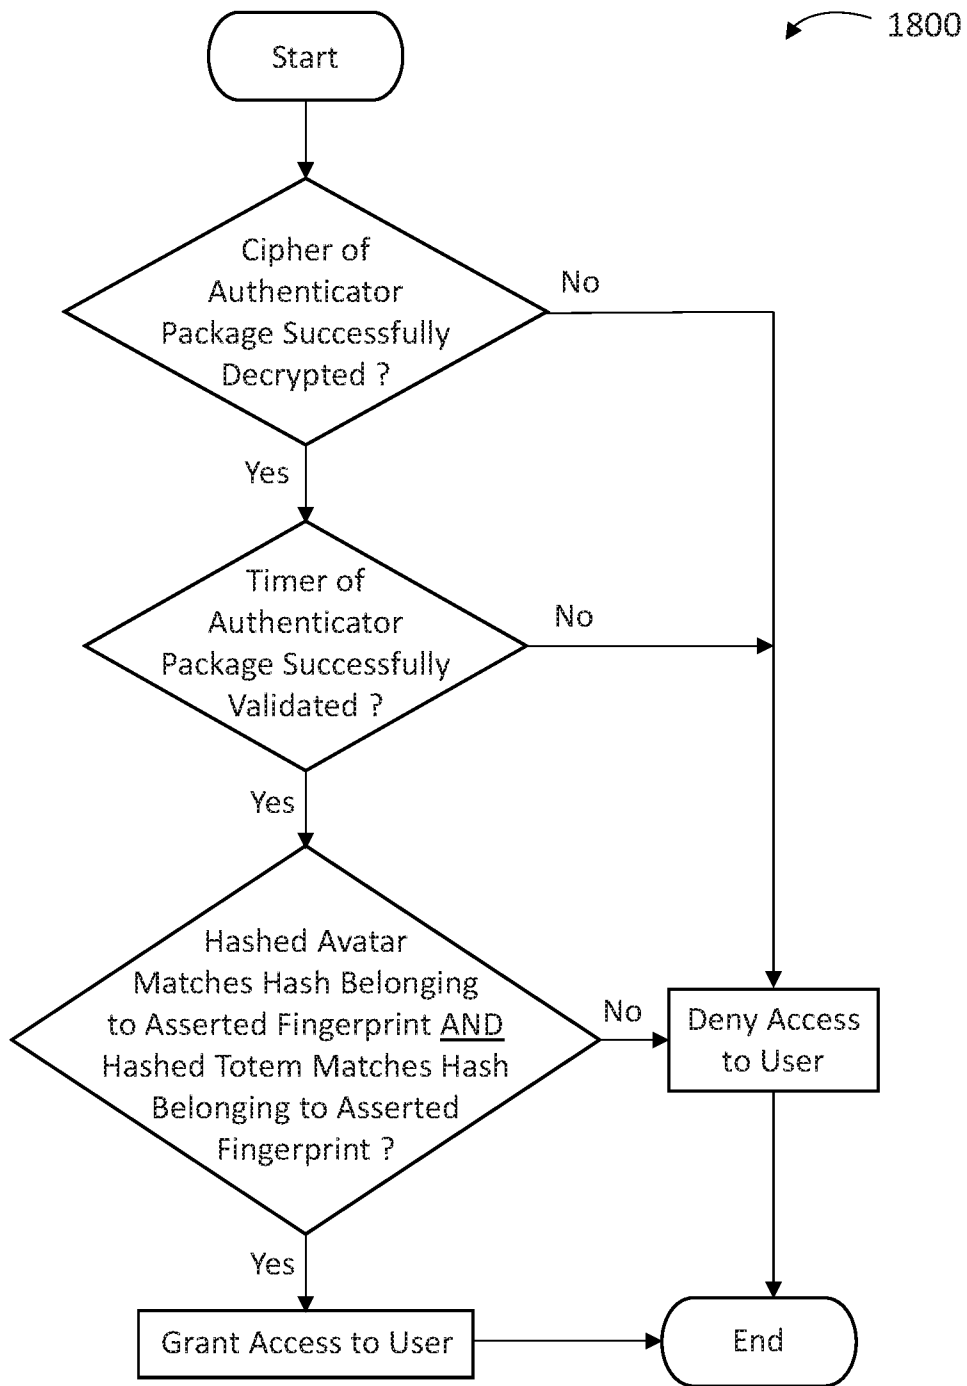 1800
Start
Cipher of
Authenticator
Package Successfully
Decrypted ?
No
Yes
Timer of
Authenticator
Package Successfully
Validated ?
No
Yes
Hashed Avatar
Matches Hash Belonging
to Asserted Fingerprint AND
Hashed Totem Matches Hash
Belonging to Asserted
Fingerprint ?
No
Deny Access
to User
Yes
Grant Access to User
End